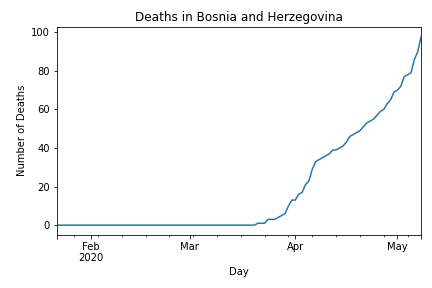 Deaths in Bosnia and Herzegovina
100
80
60
40
20
0
Number of Deaths
Feb
2020
Mar
Apr
May
Day